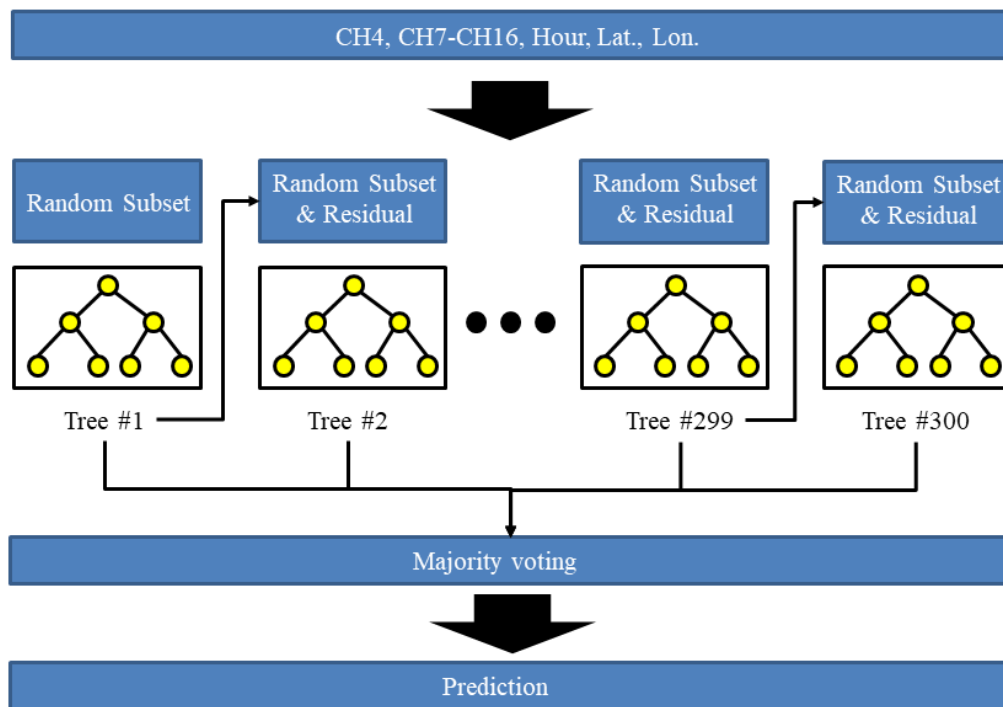 CH4, CH7-CH16, Hour, Lat., Lon.
Random Subset
Random Subset
& Residual
Random Subset
& Residual
Random Subset
& Residual
Tree #1
Tree #2
Tree #299
Tree #300
Majority voting
Prediction